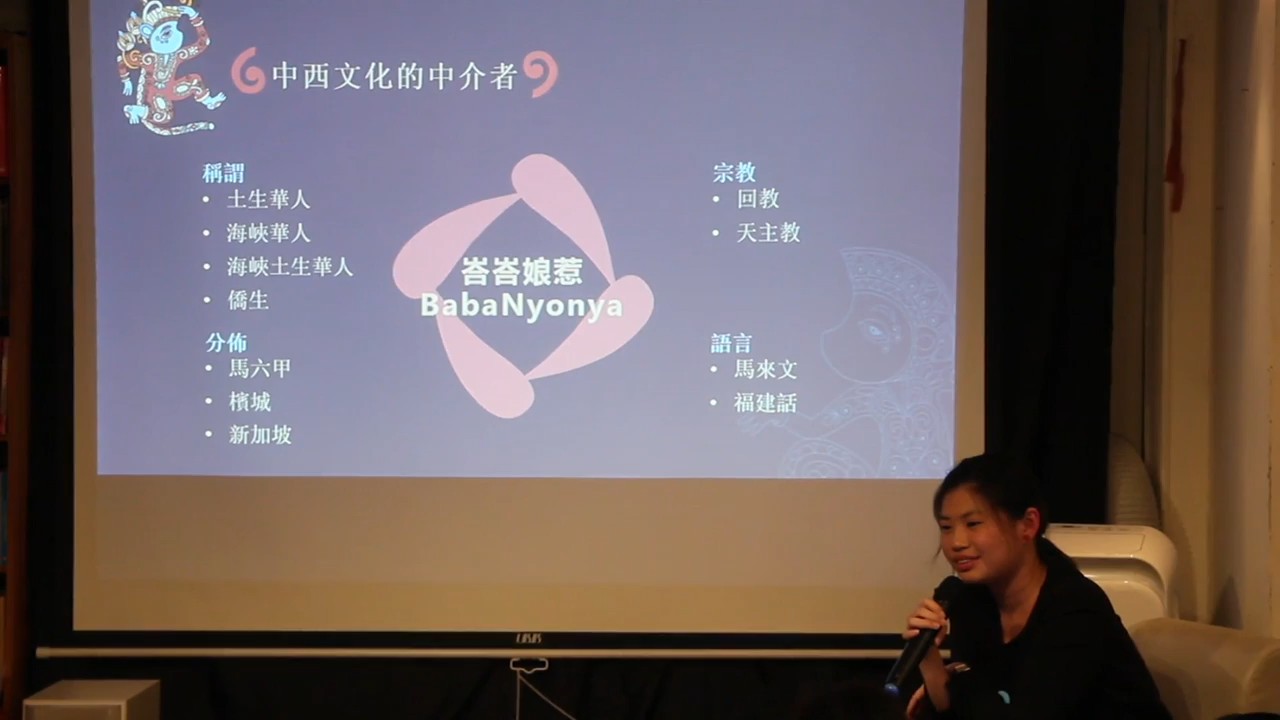 中西文化的中介者
稱謂
• 土生華人
• 海峽華人
• 海峽土生華人
• 僑生
分佈
• 馬六甲
• 檳城
• 新加坡
峇峇娘惹
BabaNyonya
宗教
• 回教
• 天主教
語言
• 馬來文
• 福建話